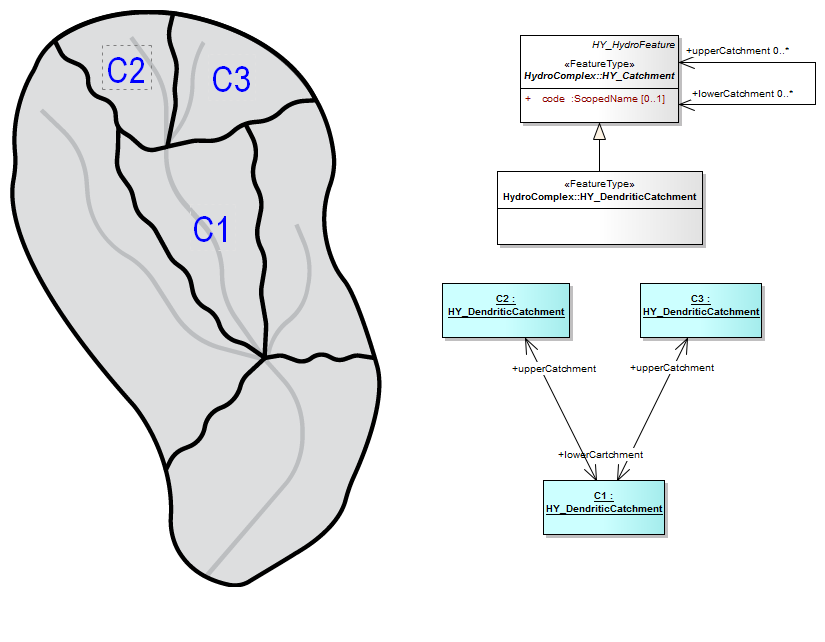 C2
C3
C1
HY_HydroFeature
«FeatureType»
HydroComplex::HY_Catchment
+ code :ScopedName [0..1]
+upperCatchment 0..*
+lowerCatchment 0..*
«FeatureType»
HydroComplex::HY_DendriticCatchment
C2 :
HY_DendriticCatchment
C3 :
HY_DendriticCatchment
+upperCatchment
+upperCatchment
+lowerCartchment
C1 :
HY_DendriticCatchment